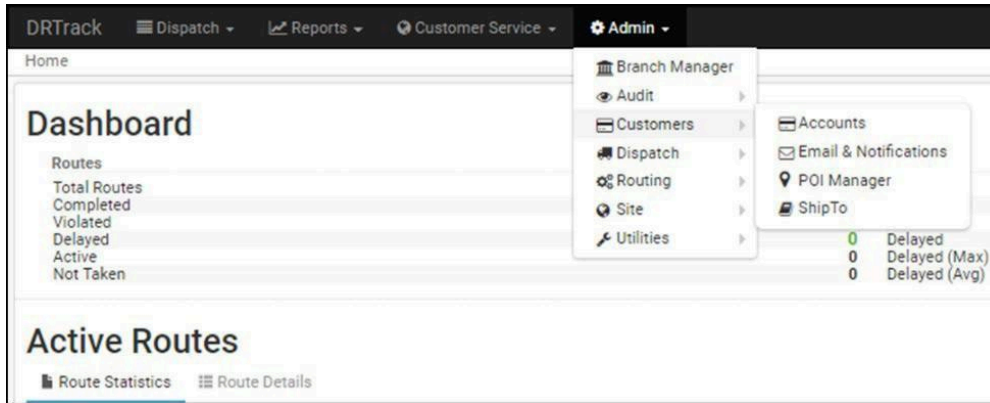 DRTrack Dispatch Reports Customer Service Admin
Home
Branch Manager
Audit
Customers
Dispatch
Routing
Site
Utilities
Accounts
Email & Notifications
POI Manager
ShipTo
Dashboard
Routes
Total Routes
Completed
Violated
Delayed 0 Delayed
Active 0 Delayed (Max)
Not Taken 0 Delayed (Avg)
Active Routes
Route Statistics Route Details